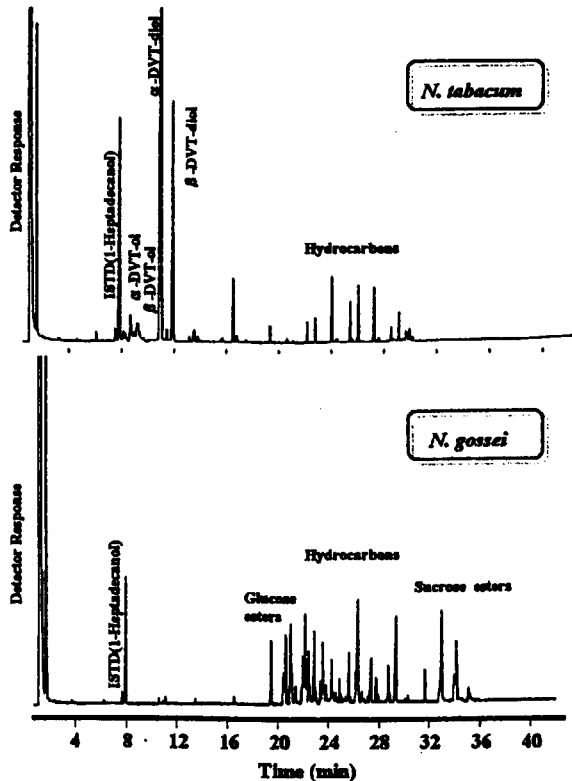 N. tabacum
Detector Response
ISTD(1-Heptadecanol)
α-DVT-ol
β-DVT-ol
α-DVT-diol
β-DVT-diol
Hydrocarbons
N. gossei
Detector Response
ISTD(1-Heptadecanol)
Glucose
esters
Hydrocarbons
Sucrose esters
4 8 12 16 20 24 28 32 36 40
Time (min)